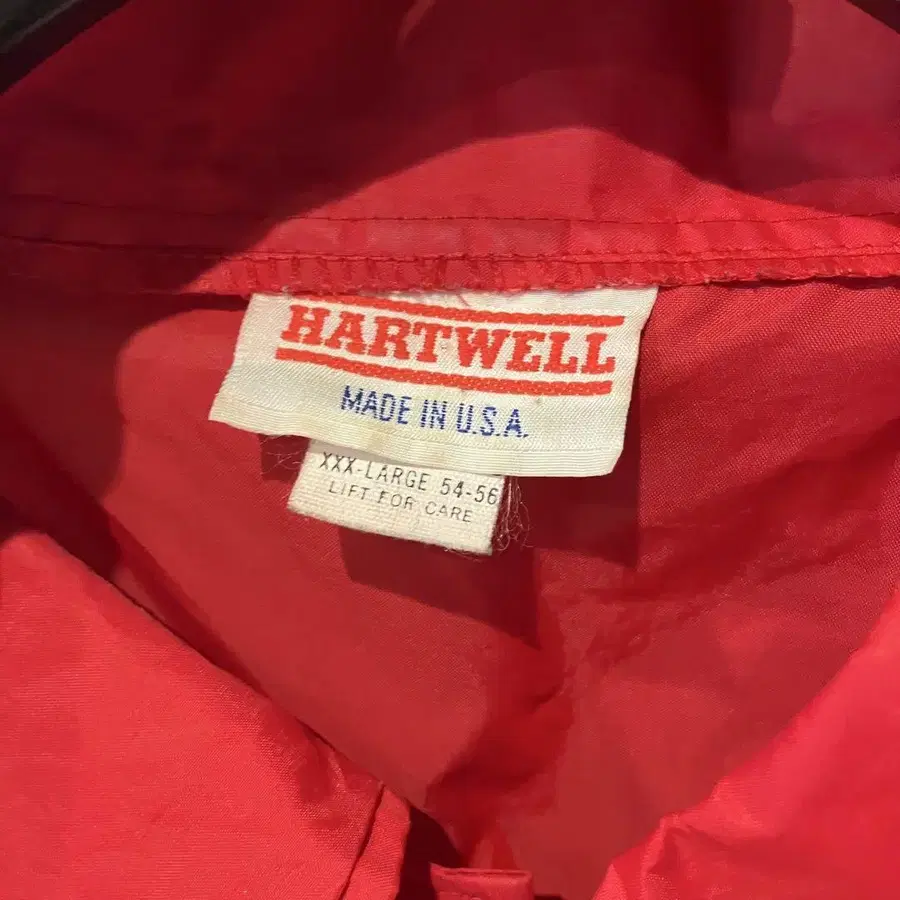 HARTWELL
MADE IN U.S.A.
XXX-LARGE 54-56
LIFT FOR CARE